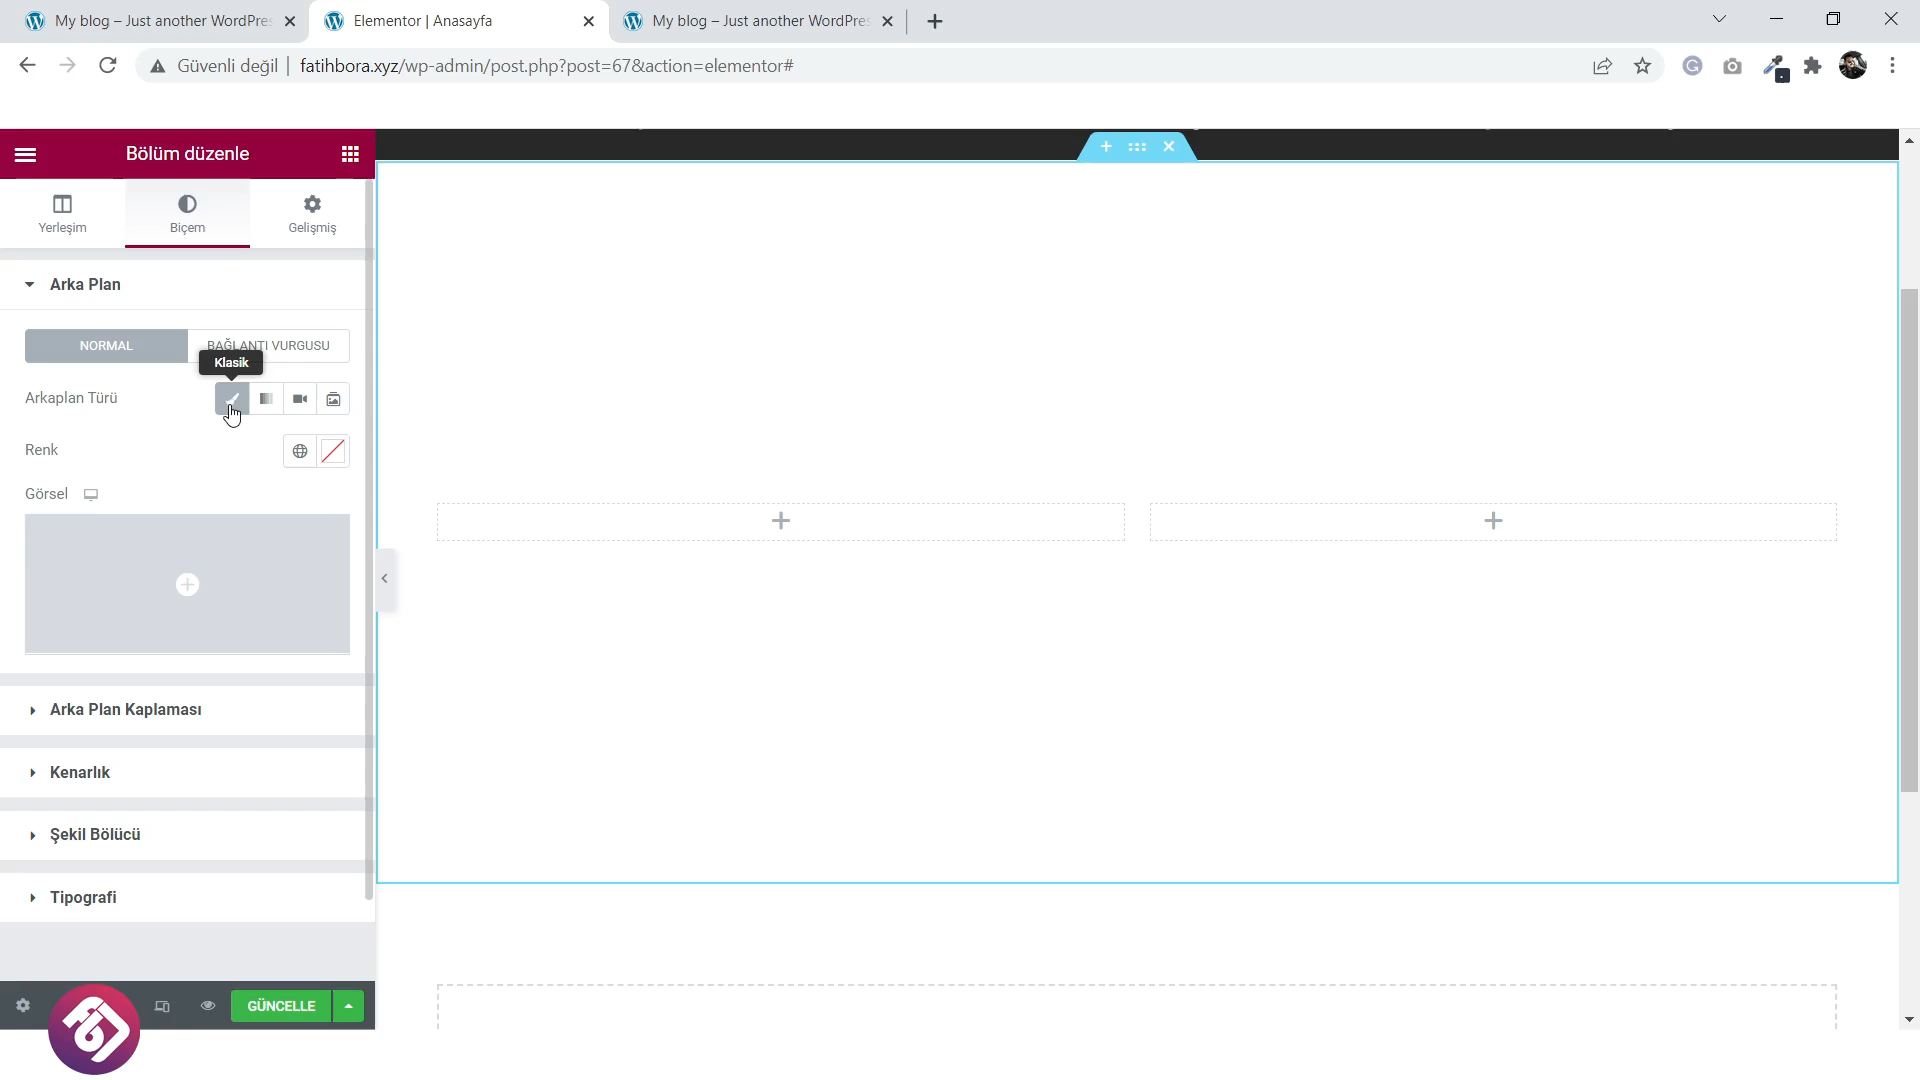 My blog – Just another WordPres
Elementor | Anasayfa
My blog – Just another WordPres
Güvenli değil | fatihbora.xyz/wp-admin/post.php?post=67&action=elementor#
Bölüm düzenle
Yerleşim
Biçem
Gelişmiş
Arka Plan
NORMAL
BAĞLANTI VURGUSU
Klasik
Arkaplan Türü
Renk
Görsel
Arka Plan Kaplaması
Kenarlık
Şekil Bölücü
Tipografi
GÜNCELLE